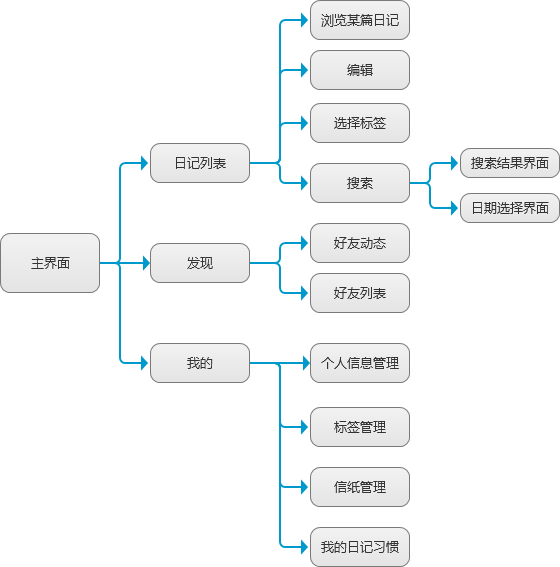 主界面
日记列表
浏览某篇日记
编辑
选择标签
搜索
搜索结果界面
日期选择界面
发现
好友动态
好友列表
我的
个人信息管理
标签管理
信纸管理
我的日记习惯